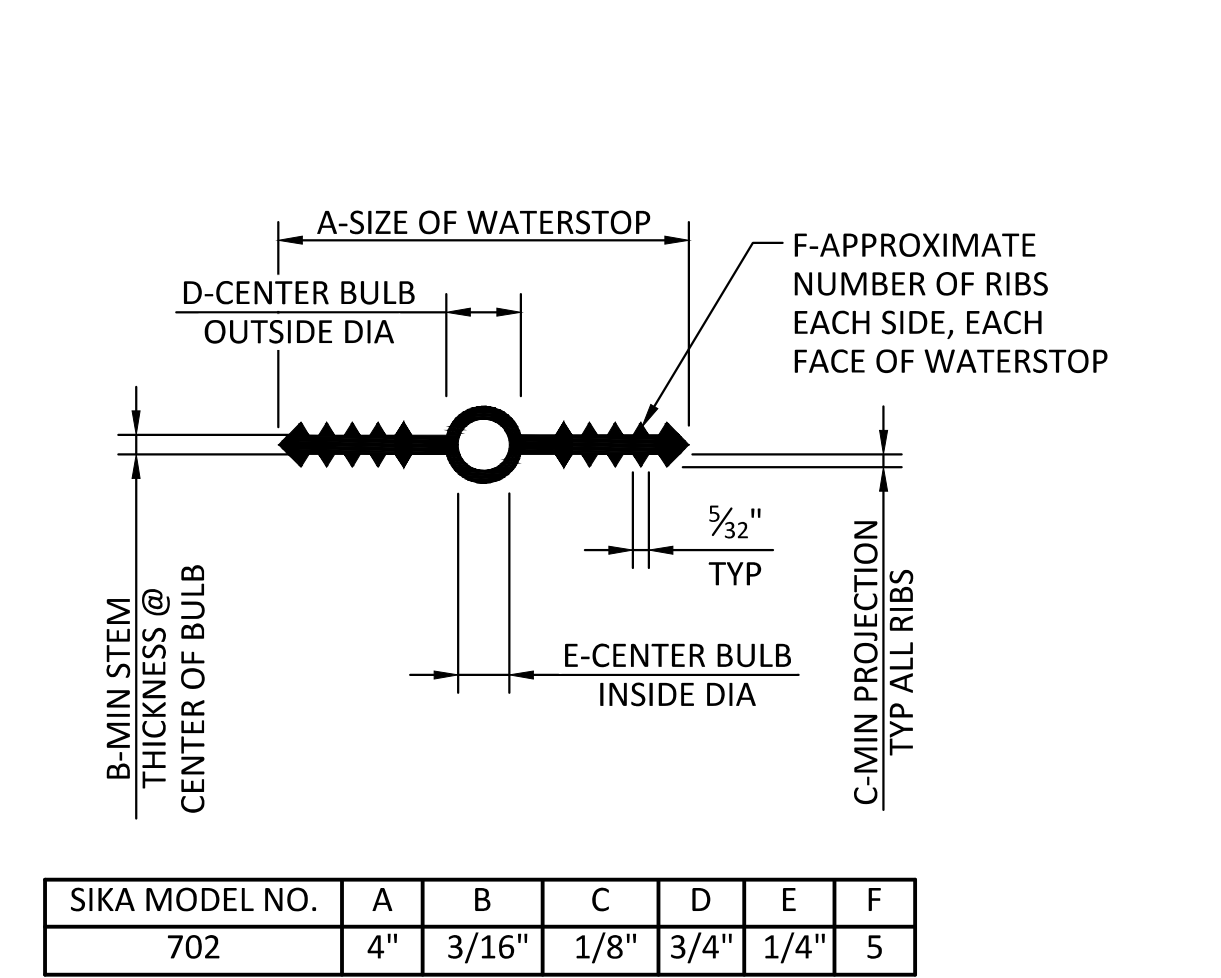 A-SIZE OF WATERSTOP
F-APPROXIMATE
NUMBER OF RIBS
EACH SIDE, EACH
FACE OF WATERSTOP
D-CENTER BULB
OUTSIDE DIA
5/32"
TYP
E-CENTER BULB
INSIDE DIA
B-MIN STEM
THICKNESS @
CENTER OF BULB
C-MIN PROJECTION
TYP ALL RIBS
SIKA MODEL NO. A B C D E F
702 4" 3/16" 1/8" 3/4" 1/4" 5